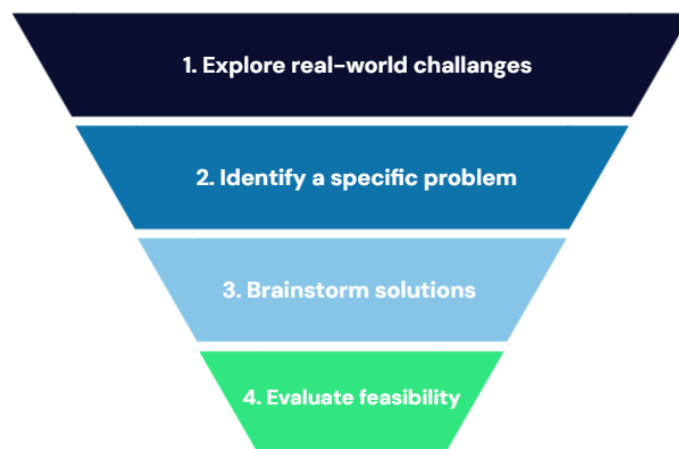 1. Explore real-world challanges
2. Identify a specific problem
3. Brainstorm solutions
4. Evaluate feasibility